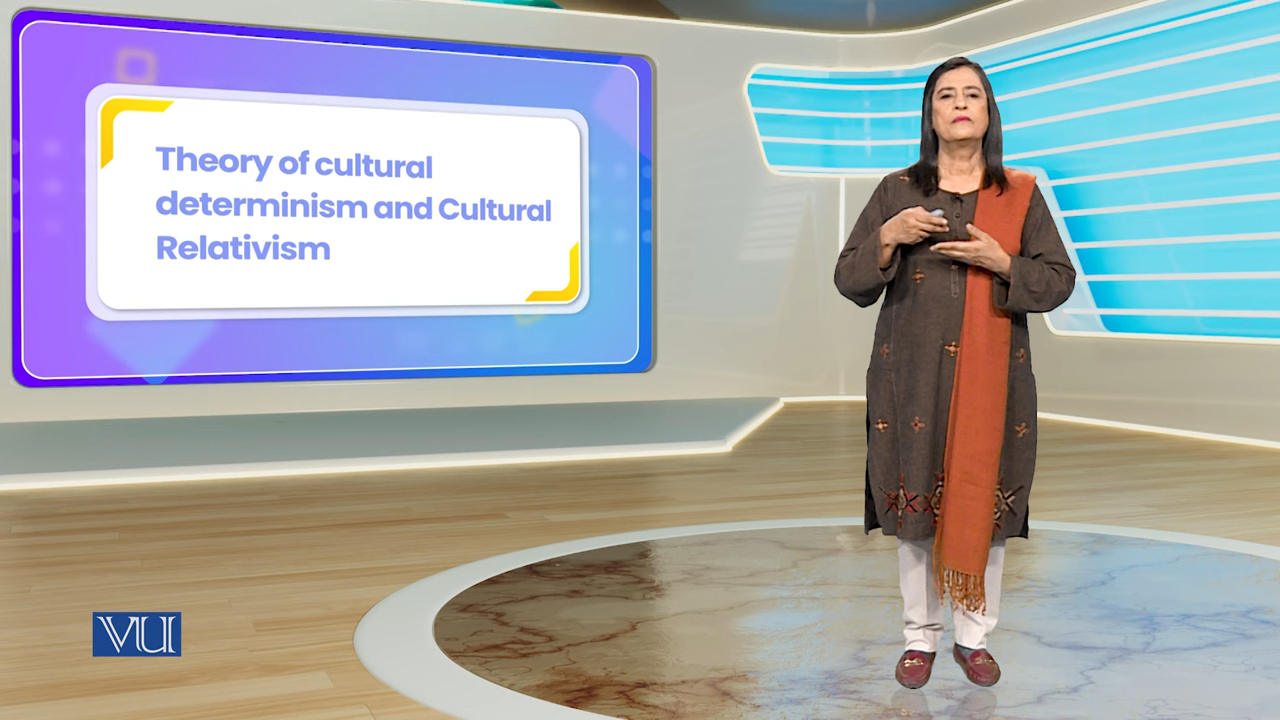 Theory of cultural
determinism and Cultural
Relativism
VU